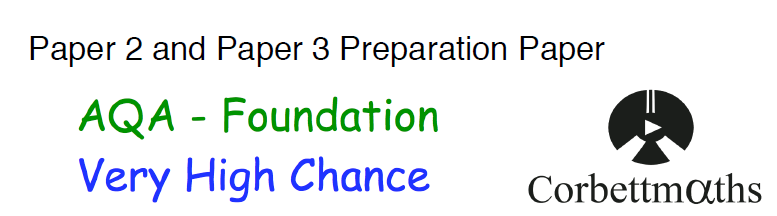 Paper 2 and Paper 3 Preparation Paper
AQA - Foundation
Very High Chance
Corbettmαths